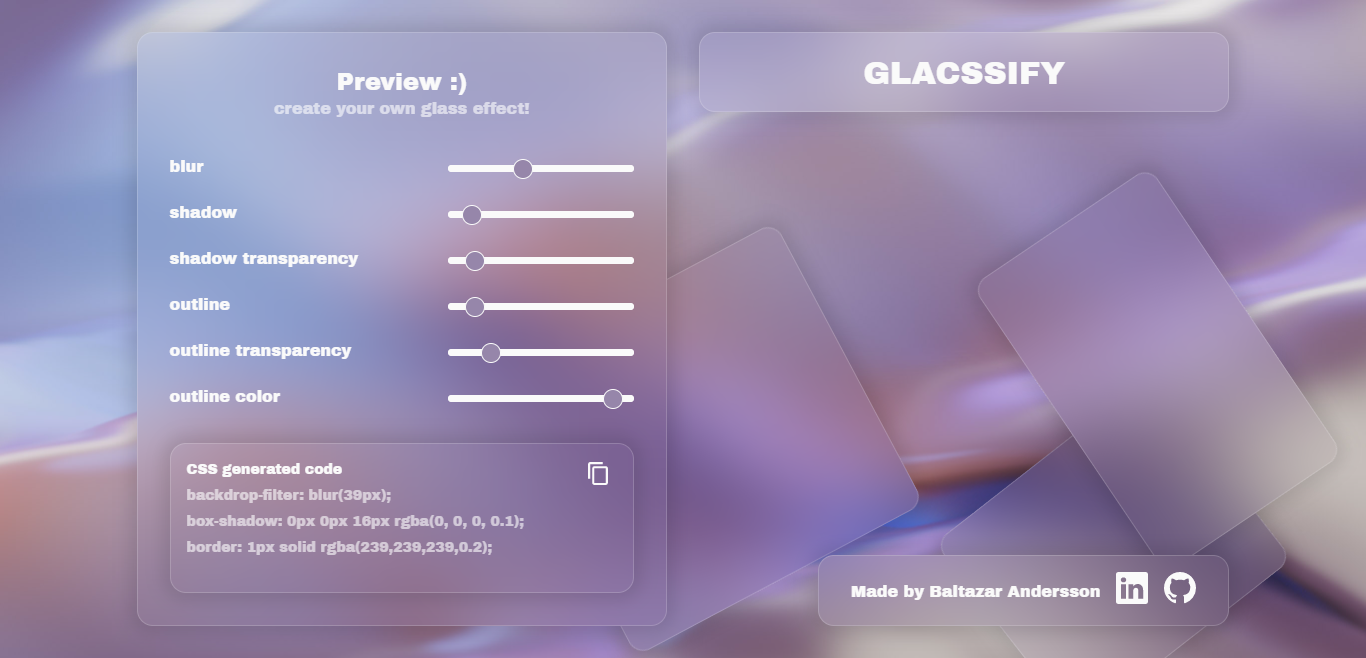 Preview :)
create your own glass effect!
blur
shadow
shadow transparency
outline
outline transparency
outline color
CSS generated code
backdrop-filter: blur(39px);
box-shadow: 0px 0px 16px rgba(0, 0, 0, 0.1);
border: 1px solid rgba(239,239,239,0.2);
GLACSSIFY
Made by Baltazar Andersson
in